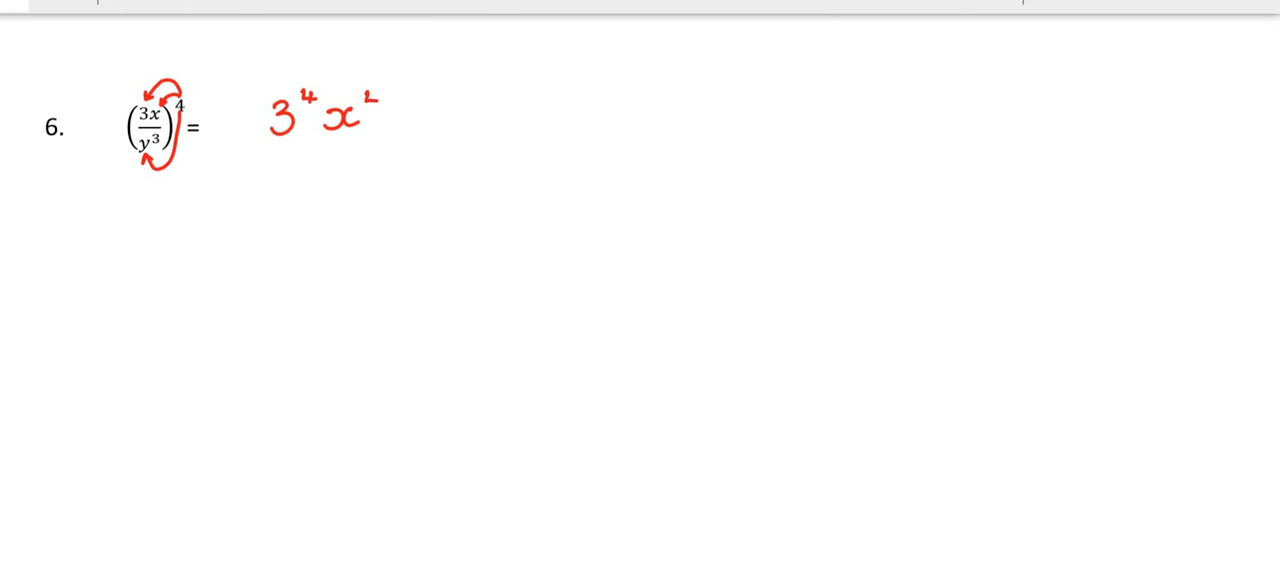 6. (3x/y³)⁴ = 3⁴x²